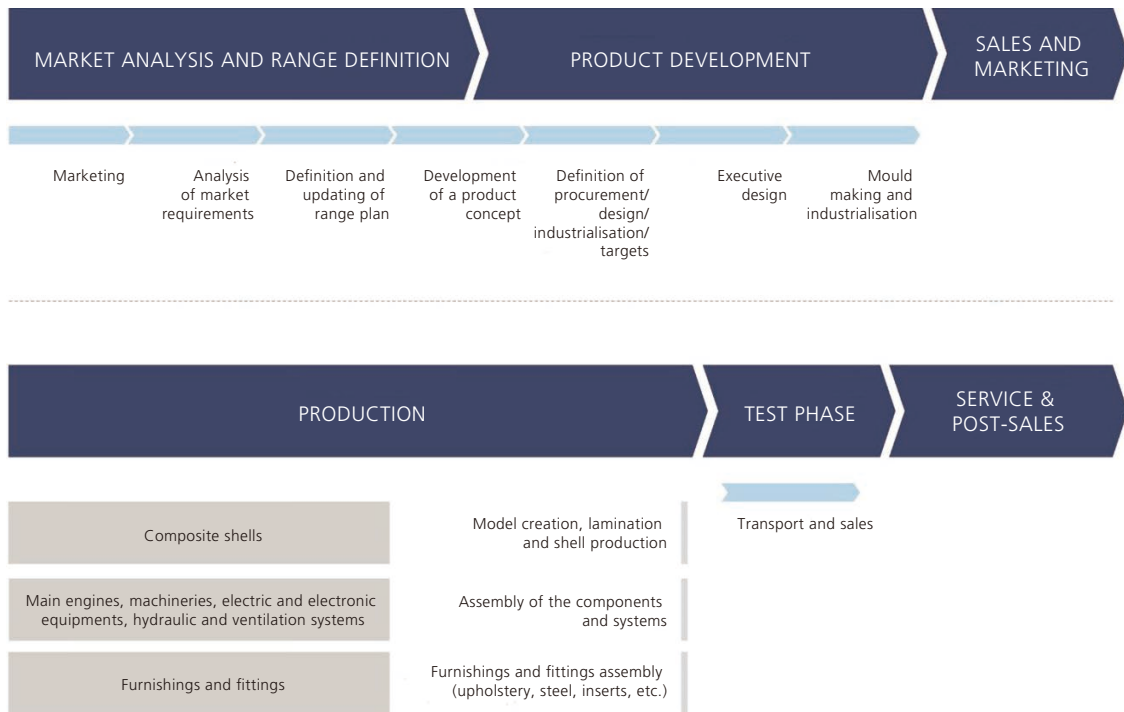 MARKET ANALYSIS AND RANGE DEFINITION
PRODUCT DEVELOPMENT
SALES AND
MARKETING
Marketing
Analysis
of market
requirements
Definition and
updating of
range plan
Development
of a product
concept
Definition of
procurement/
design/
industrialisation/
targets
Executive
design
Mould
making and
industrialisation
PRODUCTION
TEST PHASE
SERVICE &
POST-SALES
Composite shells
Model creation, lamination
and shell production
Transport and sales
Main engines, machineries, electric and electronic
equipments, hydraulic and ventilation systems
Assembly of the components
and systems
Furnishings and fittings
Furnishings and fittings assembly
(upholstery, steel, inserts, etc.)